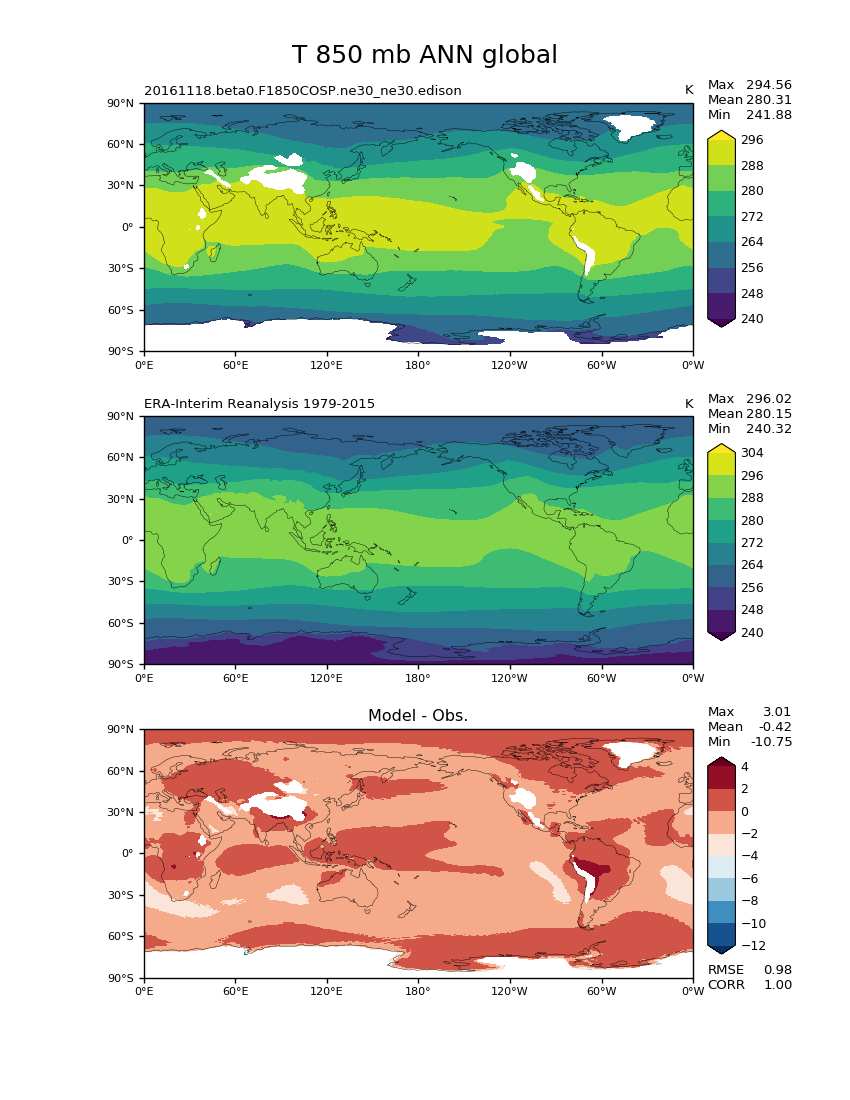 T 850 mb ANN global
20161118.beta0.F1850COSP.ne30_ne30.edison
K
Max 294.56
Mean 280.31
Min 241.88
90°N
60°N
30°N
0°
30°S
60°S
90°S
0°E 60°E 120°E 180° 120°W 60°W 0°W
296
288
280
272
264
256
248
240
ERA-Interim Reanalysis 1979-2015
K
Max 296.02
Mean 280.15
Min 240.32
90°N
60°N
30°N
0°
30°S
60°S
90°S
0°E 60°E 120°E 180° 120°W 60°W 0°W
304
296
288
280
272
264
256
248
240
Model - Obs.
Max 3.01
Mean -0.42
Min -10.75
90°N
60°N
30°N
0°
30°S
60°S
90°S
0°E 60°E 120°E 180° 120°W 60°W 0°W
4
2
0
−2
−4
−6
−8
−10
−12
RMSE 0.98
CORR 1.00